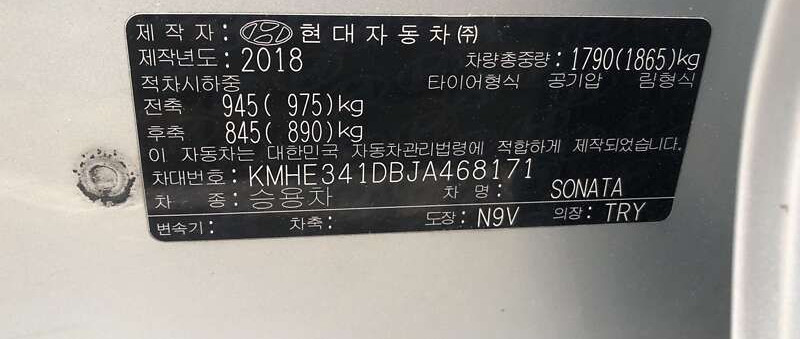 제 작 자 : 현대자동차㈜
제작년도 : 2018 차량총중량 : 1790(1865)kg
적차시하중 타이어형식 공기압 림형식
전축 945( 975)kg
후축 845( 890)kg
이 자동차는 대한민국 자동차관리법령에 적합하게 제작되었습니다.
차대번호 : KMHE341DBJA468171
차 종 : 승용차 차 명 : SONATA
변속기 : 차축 : 도장 : N9V 의장 : TRY